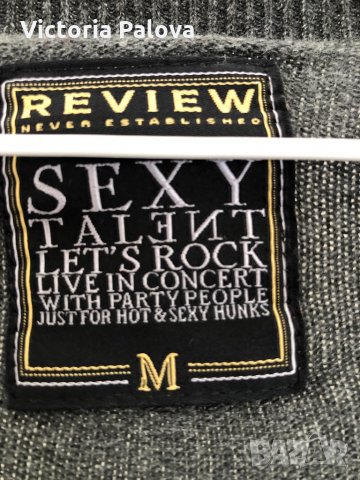 Victoria Palova
REVIEW
NEVER ESTABLISHED
SEXY
TALENT
LET'S ROCK
LIVE IN CONCERT
WITH PARTY PEOPLE
JUST FOR HOT & SEXY HUNKS
M
bazar